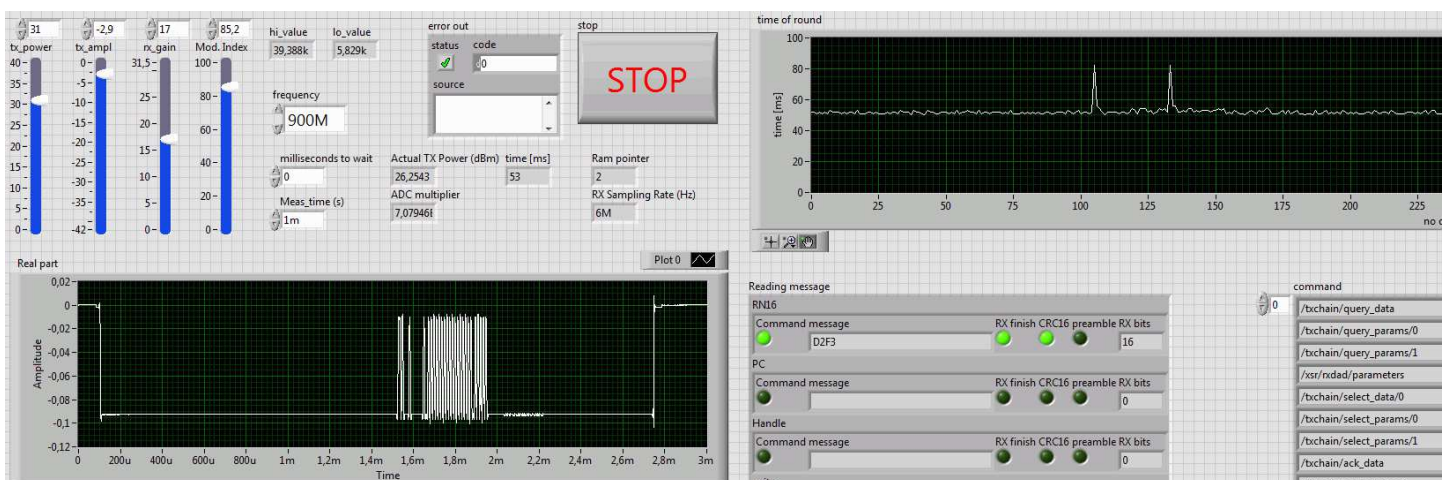 31 -2,9 17 85,2
tx_power tx_ampl rx_gain Mod. Index
40 0 31,5 100
35 -5
30 -10 25 80
25 -15 20 60
20 -20 15
15 -25 40
10 -30 10
5 -35 5 20
0 -42 0 0
hi_value lo_value
39,388k 5,829k
frequency
900M
milliseconds to wait
0
Meas_time (s)
1m
error out
status code
0
source
stop
STOP
Actual TX Power (dBm) time [ms]
26,2543 53
ADC multiplier
Ram pointer
2
RX Sampling Rate (Hz)
6M
time of round
time [ms]
100
80
60
40
20
0
0 25 50 75 100 125 150 175 200 225
Real part
Plot 0
Amplitude
0,02
0
-0,02
-0,04
-0,06
-0,08
-0,1
-0,12
0 200u 400u 600u 800u 1m 1,2m 1,4m 1,6m 1,8m 2m 2,2m 2,4m 2,6m 2,8m 3m
Time
Reading message
RN16
Command message RX finish CRC16 preamble RX bits
D2F3 16
PC
Command message RX finish CRC16 preamble RX bits
0
Handle
Command message RX finish CRC16 preamble RX bits
0
command
0
/txchain/query_data
/txchain/query_params/0
/txchain/query_params/1
/xsr/rxdad/parameters
/txchain/select_data/0
/txchain/select_params/0
/txchain/select_params/1
/txchain/ack_data